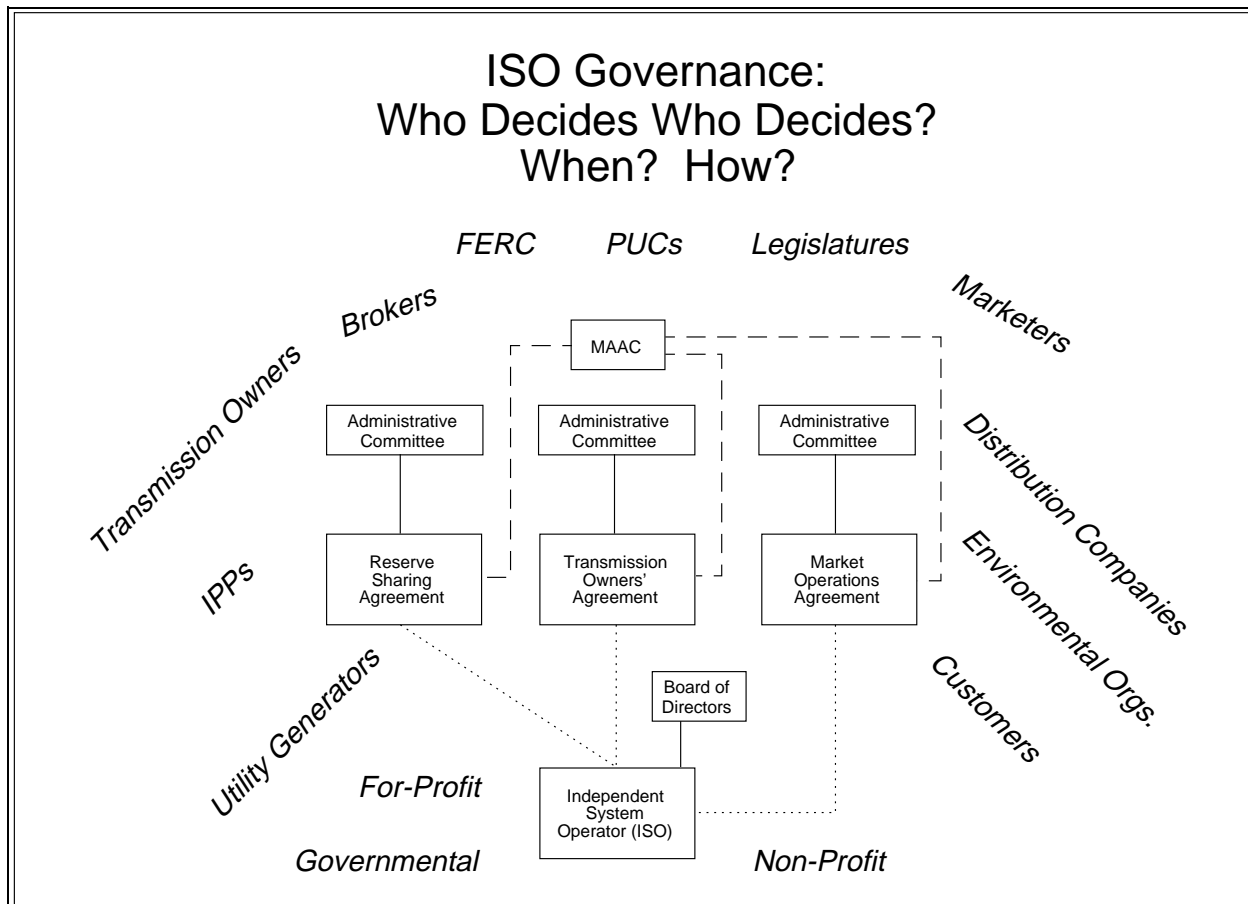 ISO Governance:
Who Decides Who Decides?
When? How?
FERC PUCs Legislatures
Brokers
Marketers
Transmission Owners
MAAC
Administrative
Committee
Administrative
Committee
Administrative
Committee
Distribution Companies
IPPs
Reserve
Sharing
Agreement
Transmission
Owners'
Agreement
Market
Operations
Agreement
Environmental Orgs.
Utility Generators
Board of
Directors
Customers
For-Profit
Independent
System
Operator (ISO)
Governmental
Non-Profit